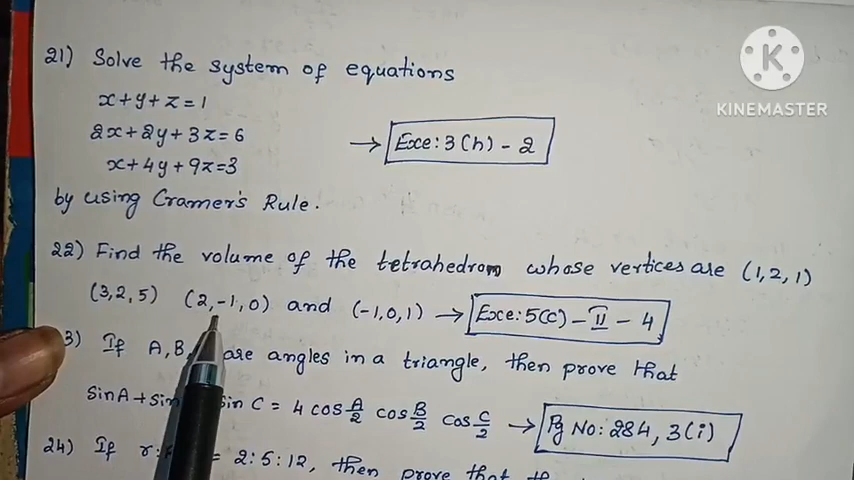 21) Solve the system of equations
x+y+z=1
2x+2y+3z=6
x+4y+9z=3
→ Exe: 3(h) - 2
by using Cramer's Rule.
22) Find the volume of the tetrahedron whose vertices are (1,2,1)
(3,2,5) (2,-1,0) and (-1,0,1) → Exe: 5(c) - II - 4
3) If A,B, are angles in a triangle, then prove that
sinA+sin sin C = 4 cos A/2 cos B/2 cos C/2 → Pg No: 284, 3(i)
24) If r: = 2:5:12, then prove that
K
KINEMASTER